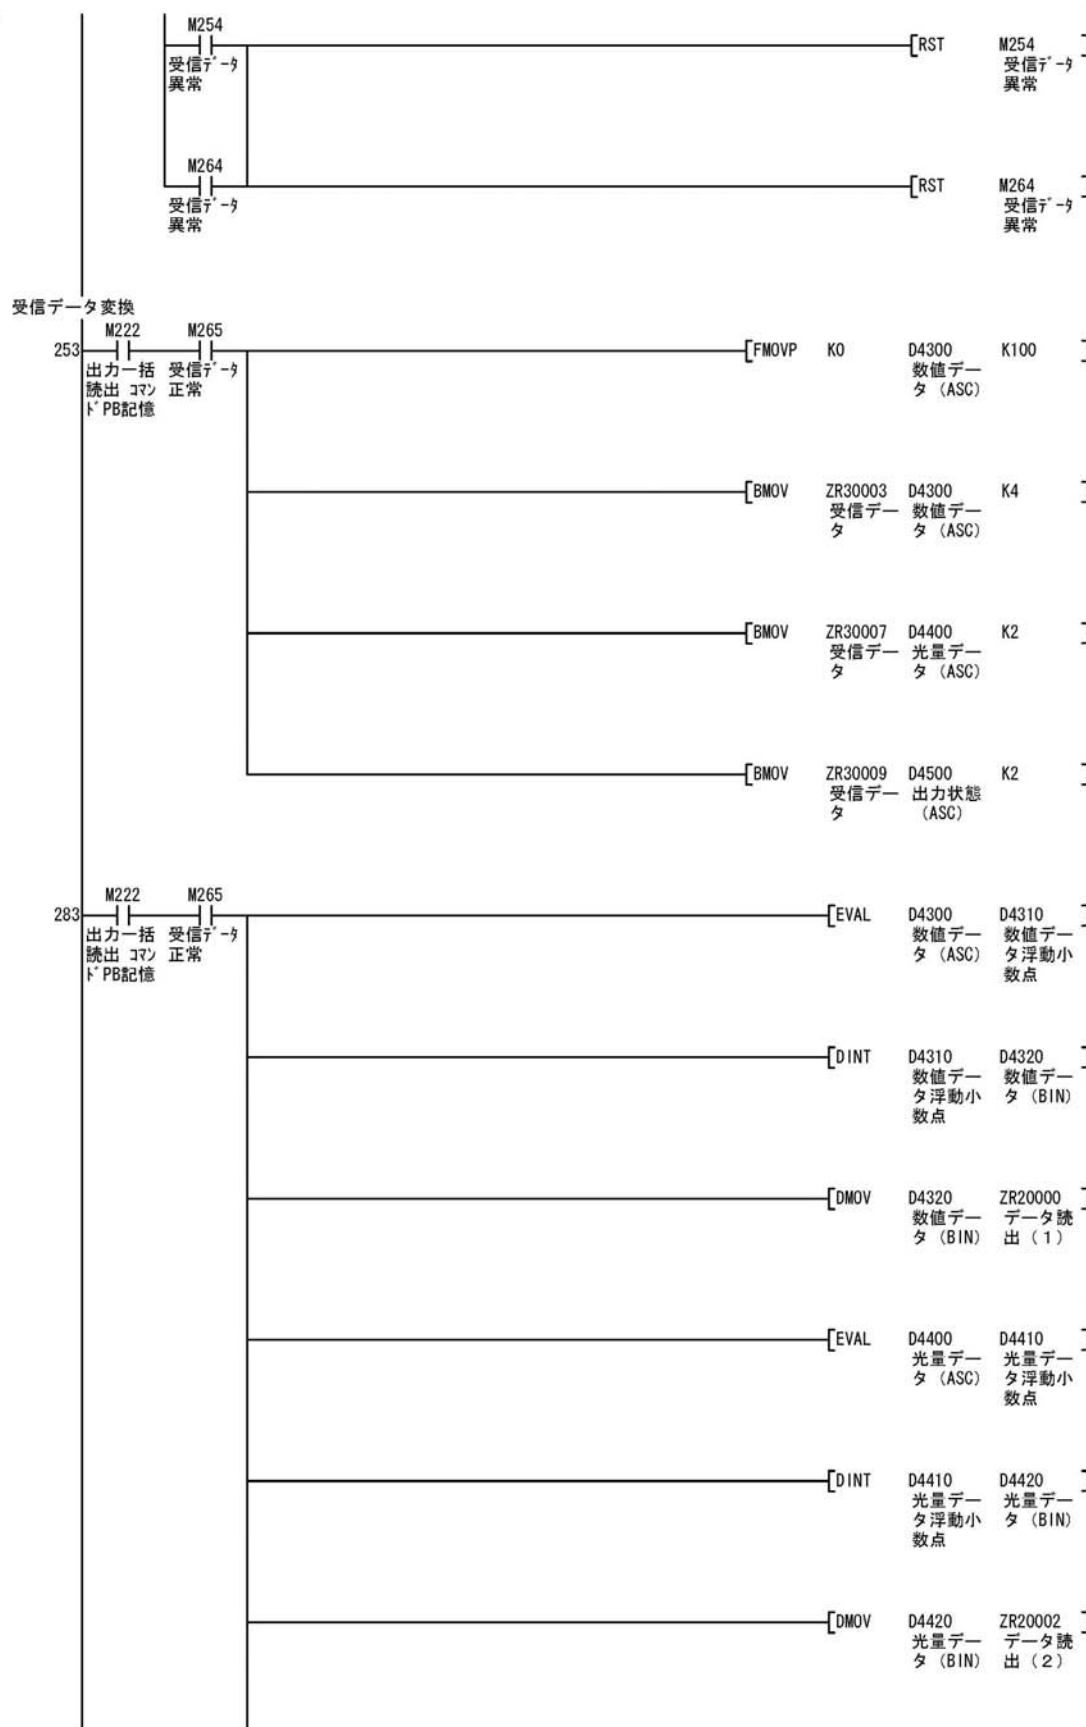 M254
[RST M254 ]
受信ﾃﾞｰﾀ 受信ﾃﾞｰﾀ
異常 異常
M264
[RST M264 ]
受信ﾃﾞｰﾀ 受信ﾃﾞｰﾀ
異常 異常
受信データ変換
M222 M265
253 [FMOVP K0 D4300 K100 ]
出力一括 受信ﾃﾞｰﾀ 数値デー
読出 ｺﾏﾝ 正常 タ (ASC)
ﾄﾞPB記憶
[BMOV ZR30003 D4300 K4 ]
受信デー 数値デー
タ タ (ASC)
[BMOV ZR30007 D4400 K2 ]
受信デー 光量デー
タ タ (ASC)
[BMOV ZR30009 D4500 K2 ]
受信デー 出力状態
タ (ASC)
M222 M265
283 [EVAL D4300 D4310 ]
出力一括 受信ﾃﾞｰﾀ 数値デー 数値デー
読出 ｺﾏﾝ 正常 タ (ASC) タ浮動小
ﾄﾞPB記憶 数点
[DINT D4310 D4320 ]
数値デー 数値デー
タ浮動小 タ (BIN)
数点
[DMOV D4320 ZR20000 ]
数値デー データ読
タ (BIN) 出（１）
[EVAL D4400 D4410 ]
光量デー 光量デー
タ (ASC) タ浮動小
数点
[DINT D4410 D4420 ]
光量デー 光量デー
タ浮動小 タ (BIN)
数点
[DMOV D4420 ZR20002 ]
光量デー データ読
タ (BIN) 出（２）